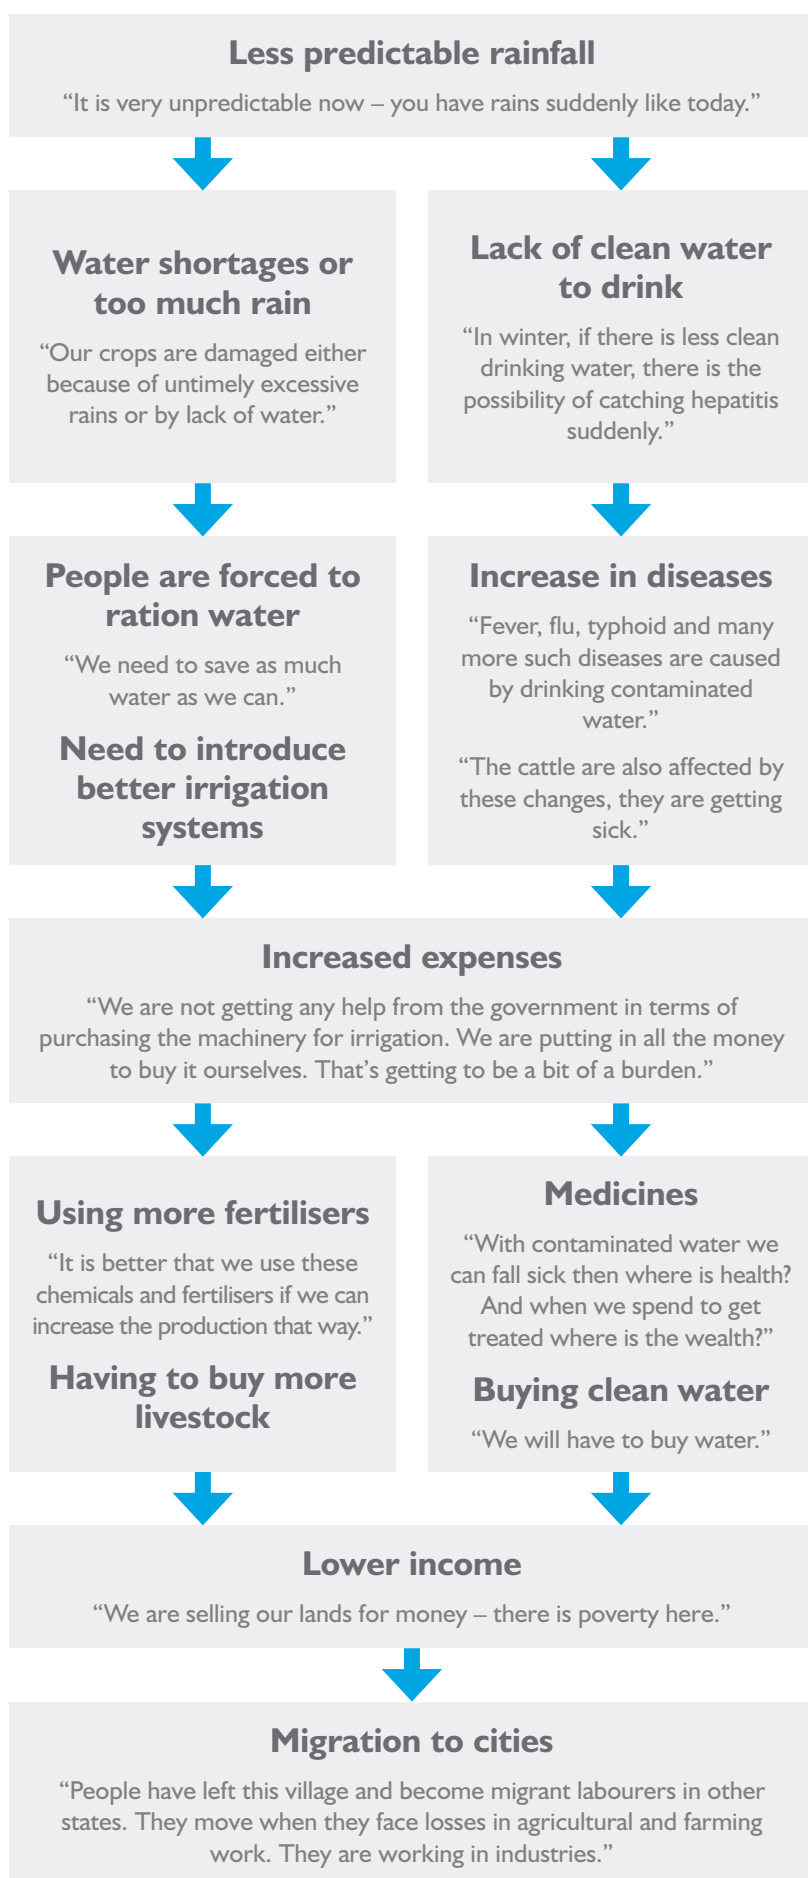 Less predictable rainfall
“It is very unpredictable now – you have rains suddenly like today.”
Water shortages or
too much rain
“Our crops are damaged either
because of untimely excessive
rains or by lack of water.”
Lack of clean water
to drink
“In winter, if there is less clean
drinking water, there is the
possibility of catching hepatitis
suddenly.”
People are forced to
ration water
“We need to save as much
water as we can.”
Need to introduce
better irrigation
systems
Increase in diseases
“Fever, flu, typhoid and many
more such diseases are caused
by drinking contaminated
water.”
“The cattle are also affected by
these changes, they are getting
sick.”
Increased expenses
“We are not getting any help from the government in terms of
purchasing the machinery for irrigation. We are putting in all the money
to buy it ourselves. That’s getting to be a bit of a burden.”
Using more fertilisers
“It is better that we use these
chemicals and fertilisers if we can
increase the production that way.”
Having to buy more
livestock
Medicines
“With contaminated water we
can fall sick then where is health?
And when we spend to get
treated where is the wealth?”
Buying clean water
“We will have to buy water.”
Lower income
“We are selling our lands for money – there is poverty here.”
Migration to cities
“People have left this village and become migrant labourers in other
states. They move when they face losses in agricultural and farming
work. They are working in industries.”